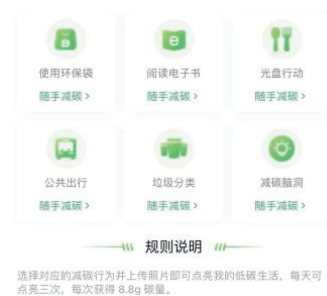 使用环保袋 阅读电子书 光盘行动
随手减碳> 随手减碳> 随手减碳>
公共出行 垃圾分类 减碳脑洞
随手减碳> 随手减碳> 随手减碳>
规则说明
选择对应的减碳行为并上传照片即可点亮我的低碳生活，每天可
点亮三次，每次获得 8.8g 碳量。